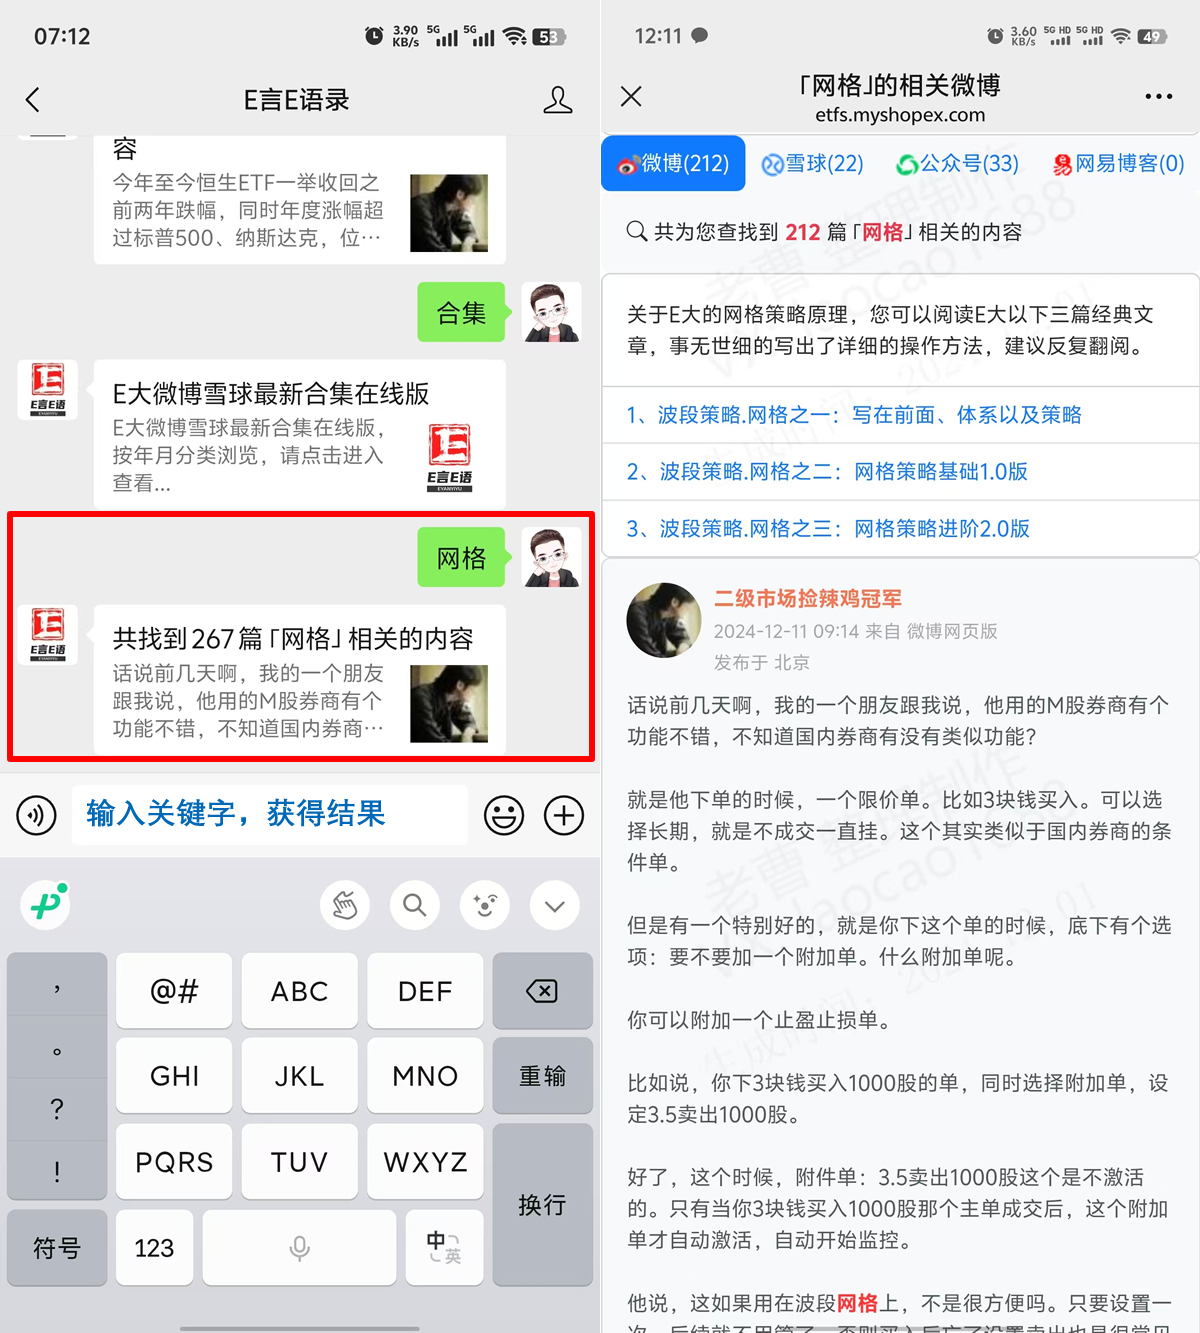 07:12
3.90
KB/s
5G
5G
53
E言E语录
容
今年至今恒生ETF一举收回之
前两年跌幅，同时年度涨幅超
过标普500、纳斯达克，位…
合集
E言E语
E大微博雪球最新合集在线版
E大微博雪球最新合集在线版，
按年月分类浏览，请点击进入
查看...
E言E语
EYANYIYU
网格
E言E语
共找到267篇「网格」相关的内容
话说前几天啊，我的一个朋友
跟我说，他用的M股券商有个
功能不错，不知道国内券商…
输入关键字，获得结果
，
@#
ABC
DEF
。
GHI
JKL
MNO
重输
？
PQRS
TUV
WXYZ
！
换行
符号
123
中
英
12:11
3.60
KB/s
5G HD
5G HD
49
「网格」的相关微博
etfs.myshopex.com
微博(212)
雪球(22)
公众号(33)
网易博客(0)
共为您查找到 212 篇「网格」相关的内容
关于E大的网格策略原理，您可以阅读E大以下三篇经典文
章，事无世细的写出了详细的操作方法，建议反复翻阅。
1、波段策略.网格之一：写在前面、体系以及策略
2、波段策略.网格之二：网格策略基础1.0版
3、波段策略.网格之三：网格策略进阶2.0版
二级市场捡辣鸡冠军
2024-12-11 09:14 来自 微博网页版
发布于 北京
话说前几天啊，我的一个朋友跟我说，他用的M股券商有个
功能不错，不知道国内券商有没有类似功能？
就是他下单的时候，一个限价单。比如3块钱买入。可以选
择长期，就是不成交一直挂。这个其实类似于国内券商的条
件单。
但是有一个特别好的，就是你下这个单的时候，底下有个选
项：要不要加一个附加单。什么附加单呢。
你可以附加一个止盈止损单。
比如说，你下3块钱买入1000股的单，同时选择附加单，设
定3.5卖出1000股。
好了，这个时候，附件单：3.5卖出1000股这个是不激活
的。只有当你3块钱买入1000股那个主单成交后，这个附加
单才自动激活，自动开始监控。
他说，这如果用在波段网格上，不是很方便吗。只要设置一
老曹 整理制作
生成时间：